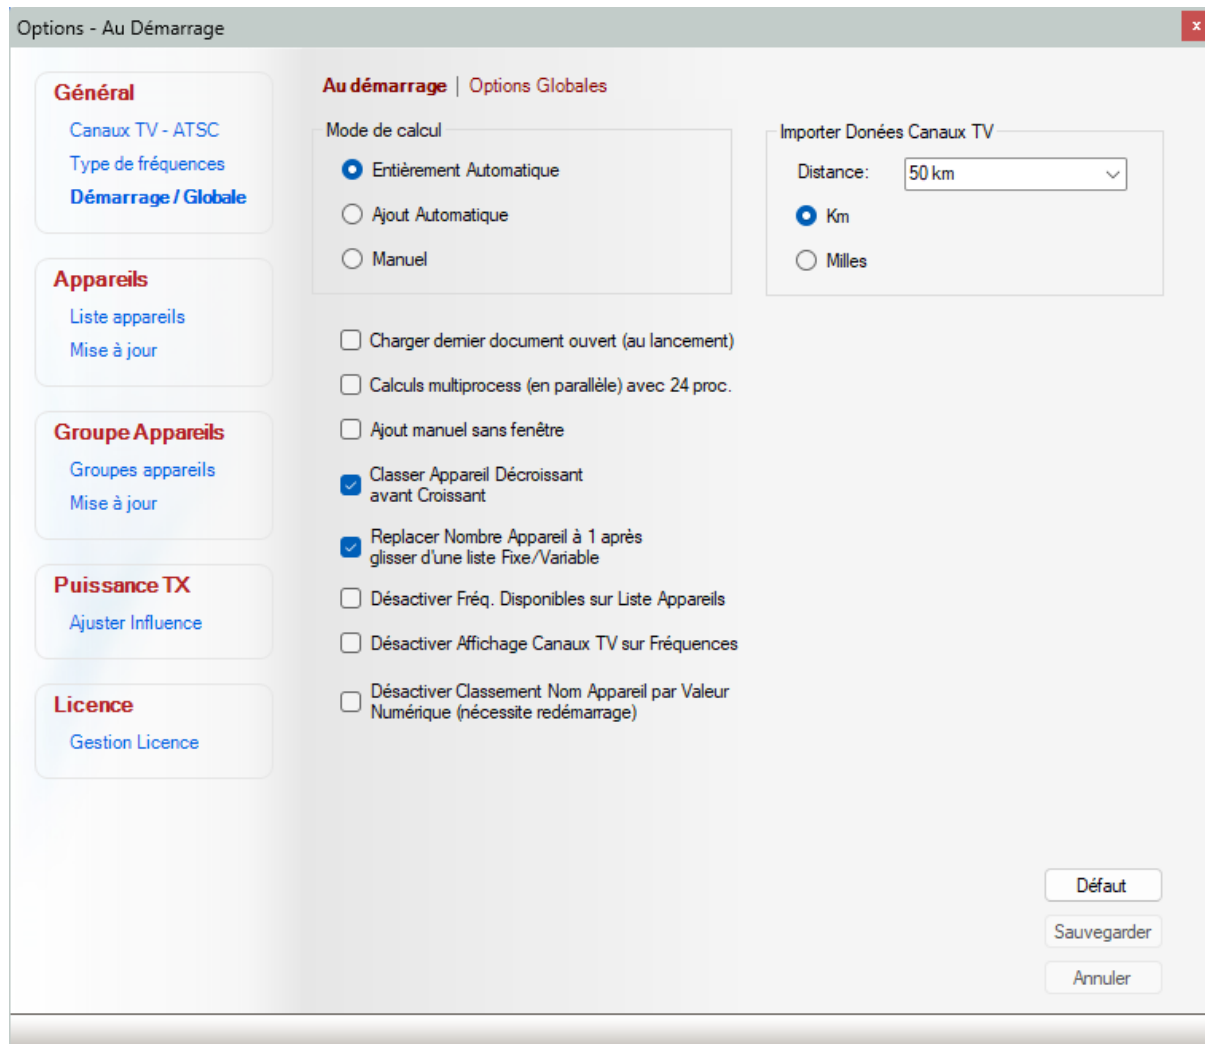 Options - Au Démarrage
x
Général
Canaux TV - ATSC
Type de fréquences
Démarrage / Globale
Appareils
Liste appareils
Mise à jour
Groupe Appareils
Groupes appareils
Mise à jour
Puissance TX
Ajuster Influence
Licence
Gestion Licence
Au démarrage | Options Globales
Mode de calcul
Entièrement Automatique
Ajout Automatique
Manuel
Importer Donées Canaux TV
Distance: 50 km
Km
Milles
Charger dernier document ouvert (au lancement)
Calculs multiprocess (en parallèle) avec 24 proc.
Ajout manuel sans fenêtre
Classer Appareil Décroissant
avant Croissant
Replacer Nombre Appareil à 1 après
glisser d'une liste Fixe/Variable
Désactiver Fréq. Disponibles sur Liste Appareils
Désactiver Affichage Canaux TV sur Fréquences
Désactiver Classement Nom Appareil par Valeur
Numérique (nécessite redémarrage)
Défaut
Sauvegarder
Annuler